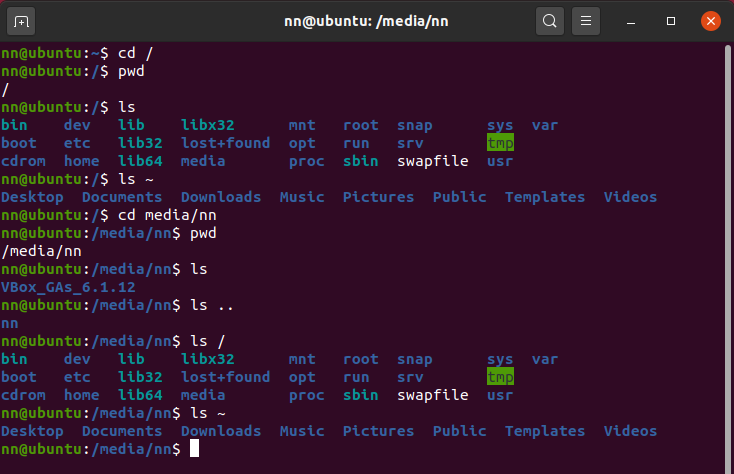 nn@ubuntu: /media/nn
nn@ubuntu:~$ cd /
nn@ubuntu:/$ pwd
/
nn@ubuntu:/$ ls
bin    dev   lib    libx32      mnt   root  snap      sys  var
boot   etc   lib32  lost+found  opt   run   srv       tmp
cdrom  home  lib64  media       proc  sbin  swapfile  usr
nn@ubuntu:/$ ls ~
Desktop  Documents  Downloads  Music  Pictures  Public  Templates  Videos
nn@ubuntu:/$ cd media/nn
nn@ubuntu:/media/nn$ pwd
/media/nn
nn@ubuntu:/media/nn$ ls
VBox_GAs_6.1.12
nn@ubuntu:/media/nn$ ls ..
nn
nn@ubuntu:/media/nn$ ls /
bin    dev   lib    libx32      mnt   root  snap      sys  var
boot   etc   lib32  lost+found  opt   run   srv       tmp
cdrom  home  lib64  media       proc  sbin  swapfile  usr
nn@ubuntu:/media/nn$ ls ~
Desktop  Documents  Downloads  Music  Pictures  Public  Templates  Videos
nn@ubuntu:/media/nn$